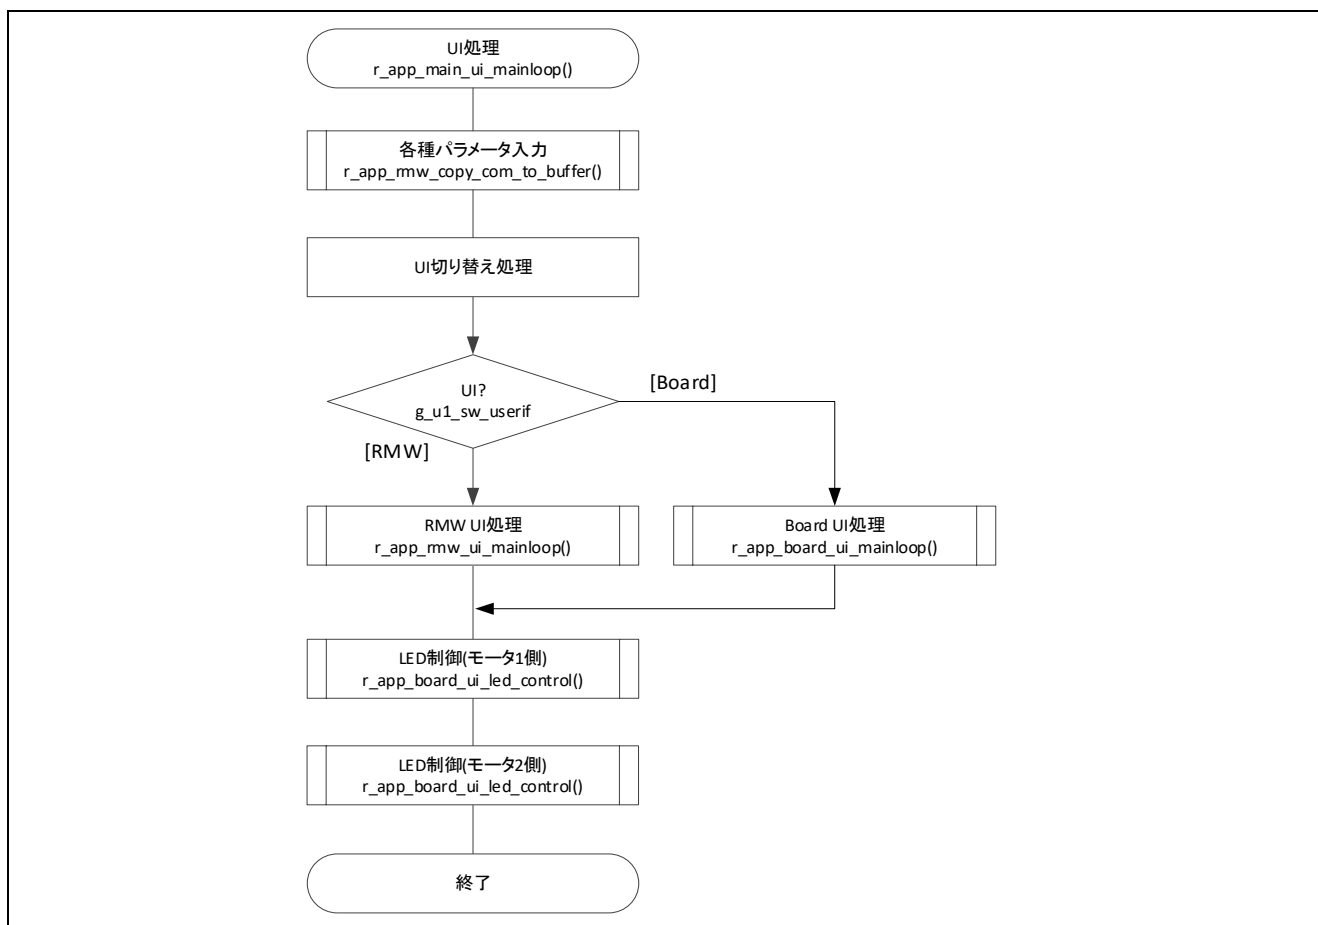 UI処理
r_app_main_ui_mainloop()
各種パラメータ入力
r_app_rmw_copy_com_to_buffer()
UI切り替え処理
UI?
g_u1_sw_userif
[Board]
[RMW]
RMW UI処理
r_app_rmw_ui_mainloop()
Board UI処理
r_app_board_ui_mainloop()
LED制御(モータ1側)
r_app_board_ui_led_control()
LED制御(モータ2側)
r_app_board_ui_led_control()
終了